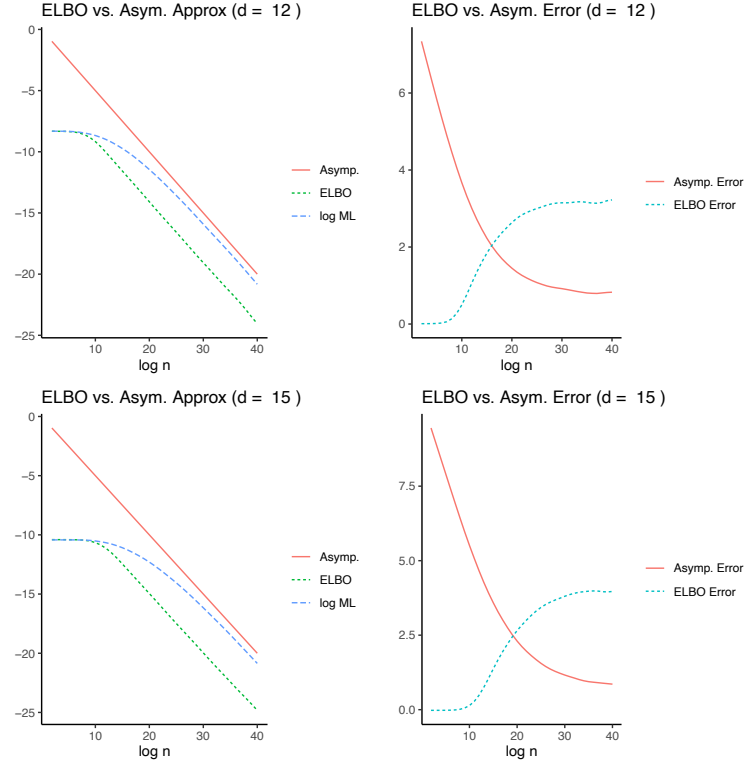 ELBO vs. Asym. Approx (d = 12 )
0
−5
−10
−15
−20
−25
10 20 30 40
log n
Asymp.
ELBO
log ML
ELBO vs. Asym. Error (d = 12 )
6
4
2
0
10 20 30 40
log n
Asymp. Error
ELBO Error
ELBO vs. Asym. Approx (d = 15 )
0
−5
−10
−15
−20
−25
10 20 30 40
log n
Asymp.
ELBO
log ML
ELBO vs. Asym. Error (d = 15 )
7.5
5.0
2.5
0.0
10 20 30 40
log n
Asymp. Error
ELBO Error